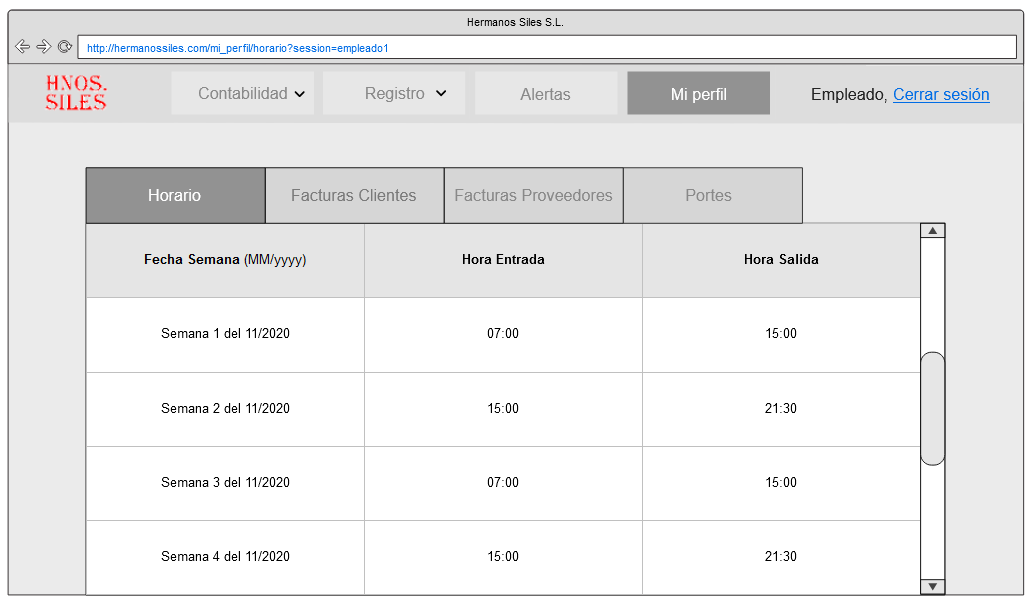 Hermanos Siles S.L.
http://hermanossiles.com/mi_perfil/horario?session=empleado1
HNOS.
SILES
Contabilidad
Registro
Alertas
Mi perfil
Empleado, Cerrar sesión
Horario
Facturas Clientes
Facturas Proveedores
Portes
Fecha Semana (MM/yyyy)
Hora Entrada
Hora Salida
Semana 1 del 11/2020
07:00
15:00
Semana 2 del 11/2020
15:00
21:30
Semana 3 del 11/2020
07:00
15:00
Semana 4 del 11/2020
15:00
21:30